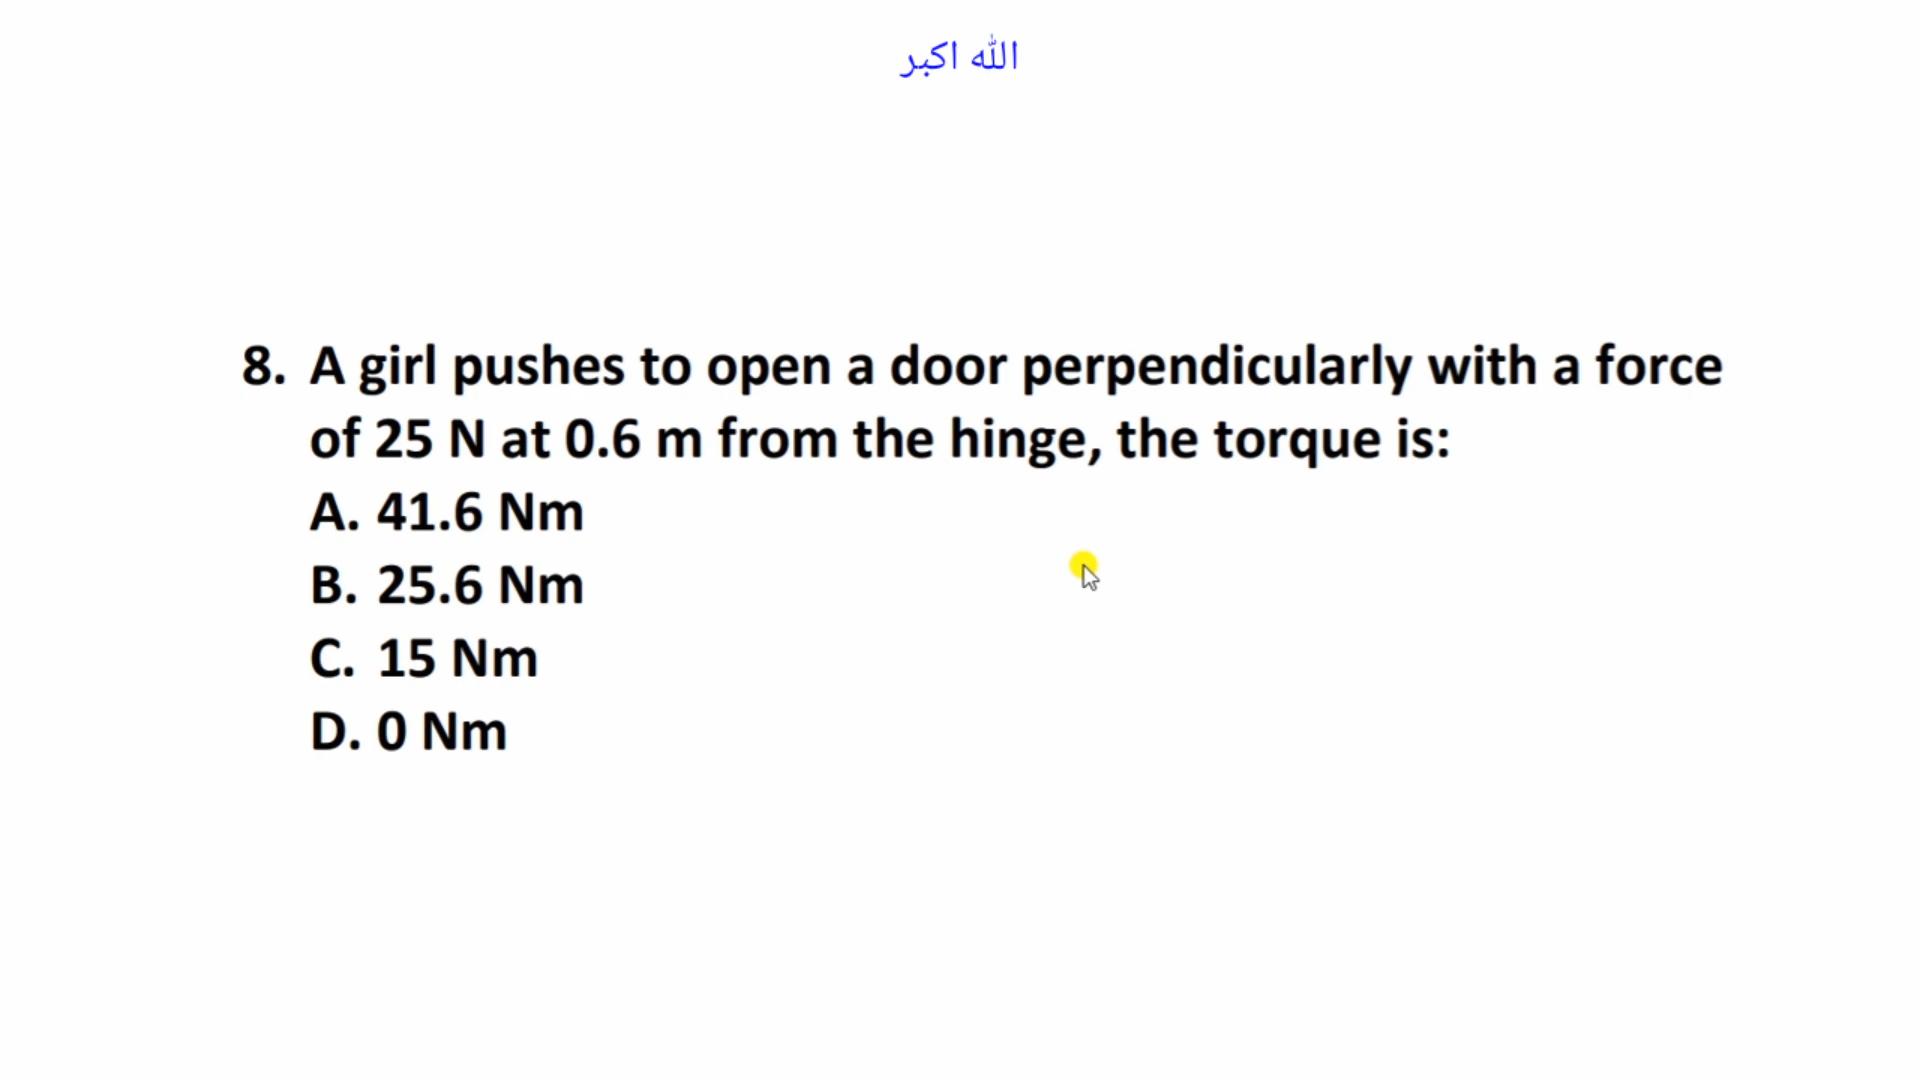 الله اكبر
8. A girl pushes to open a door perpendicularly with a force
of 25 N at 0.6 m from the hinge, the torque is:
A. 41.6 Nm
B. 25.6 Nm
C. 15 Nm
D. 0 Nm